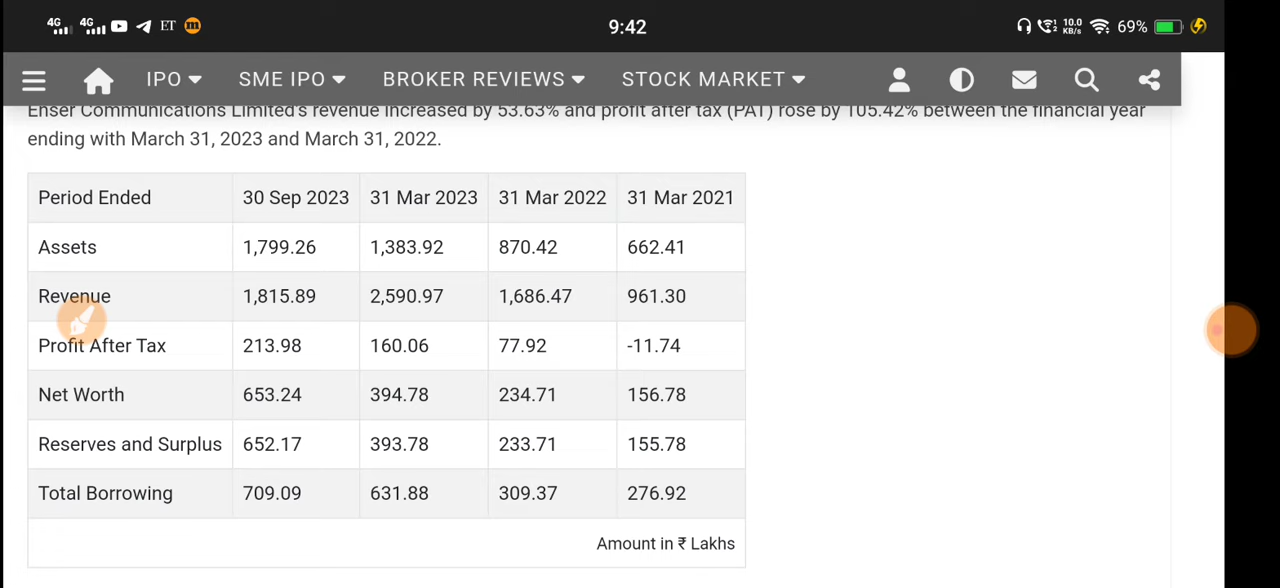 4G 4G ET m 9:42 10.0 KB/s 69%
IPO SME IPO BROKER REVIEWS STOCK MARKET
Enser Communications Limited's revenue increased by 53.63% and profit after tax (PAT) rose by 105.42% between the financial year
ending with March 31, 2023 and March 31, 2022.
Period Ended 30 Sep 2023 31 Mar 2023 31 Mar 2022 31 Mar 2021
Assets 1,799.26 1,383.92 870.42 662.41
Revenue 1,815.89 2,590.97 1,686.47 961.30
Profit After Tax 213.98 160.06 77.92 -11.74
Net Worth 653.24 394.78 234.71 156.78
Reserves and Surplus 652.17 393.78 233.71 155.78
Total Borrowing 709.09 631.88 309.37 276.92
Amount in ₹ Lakhs